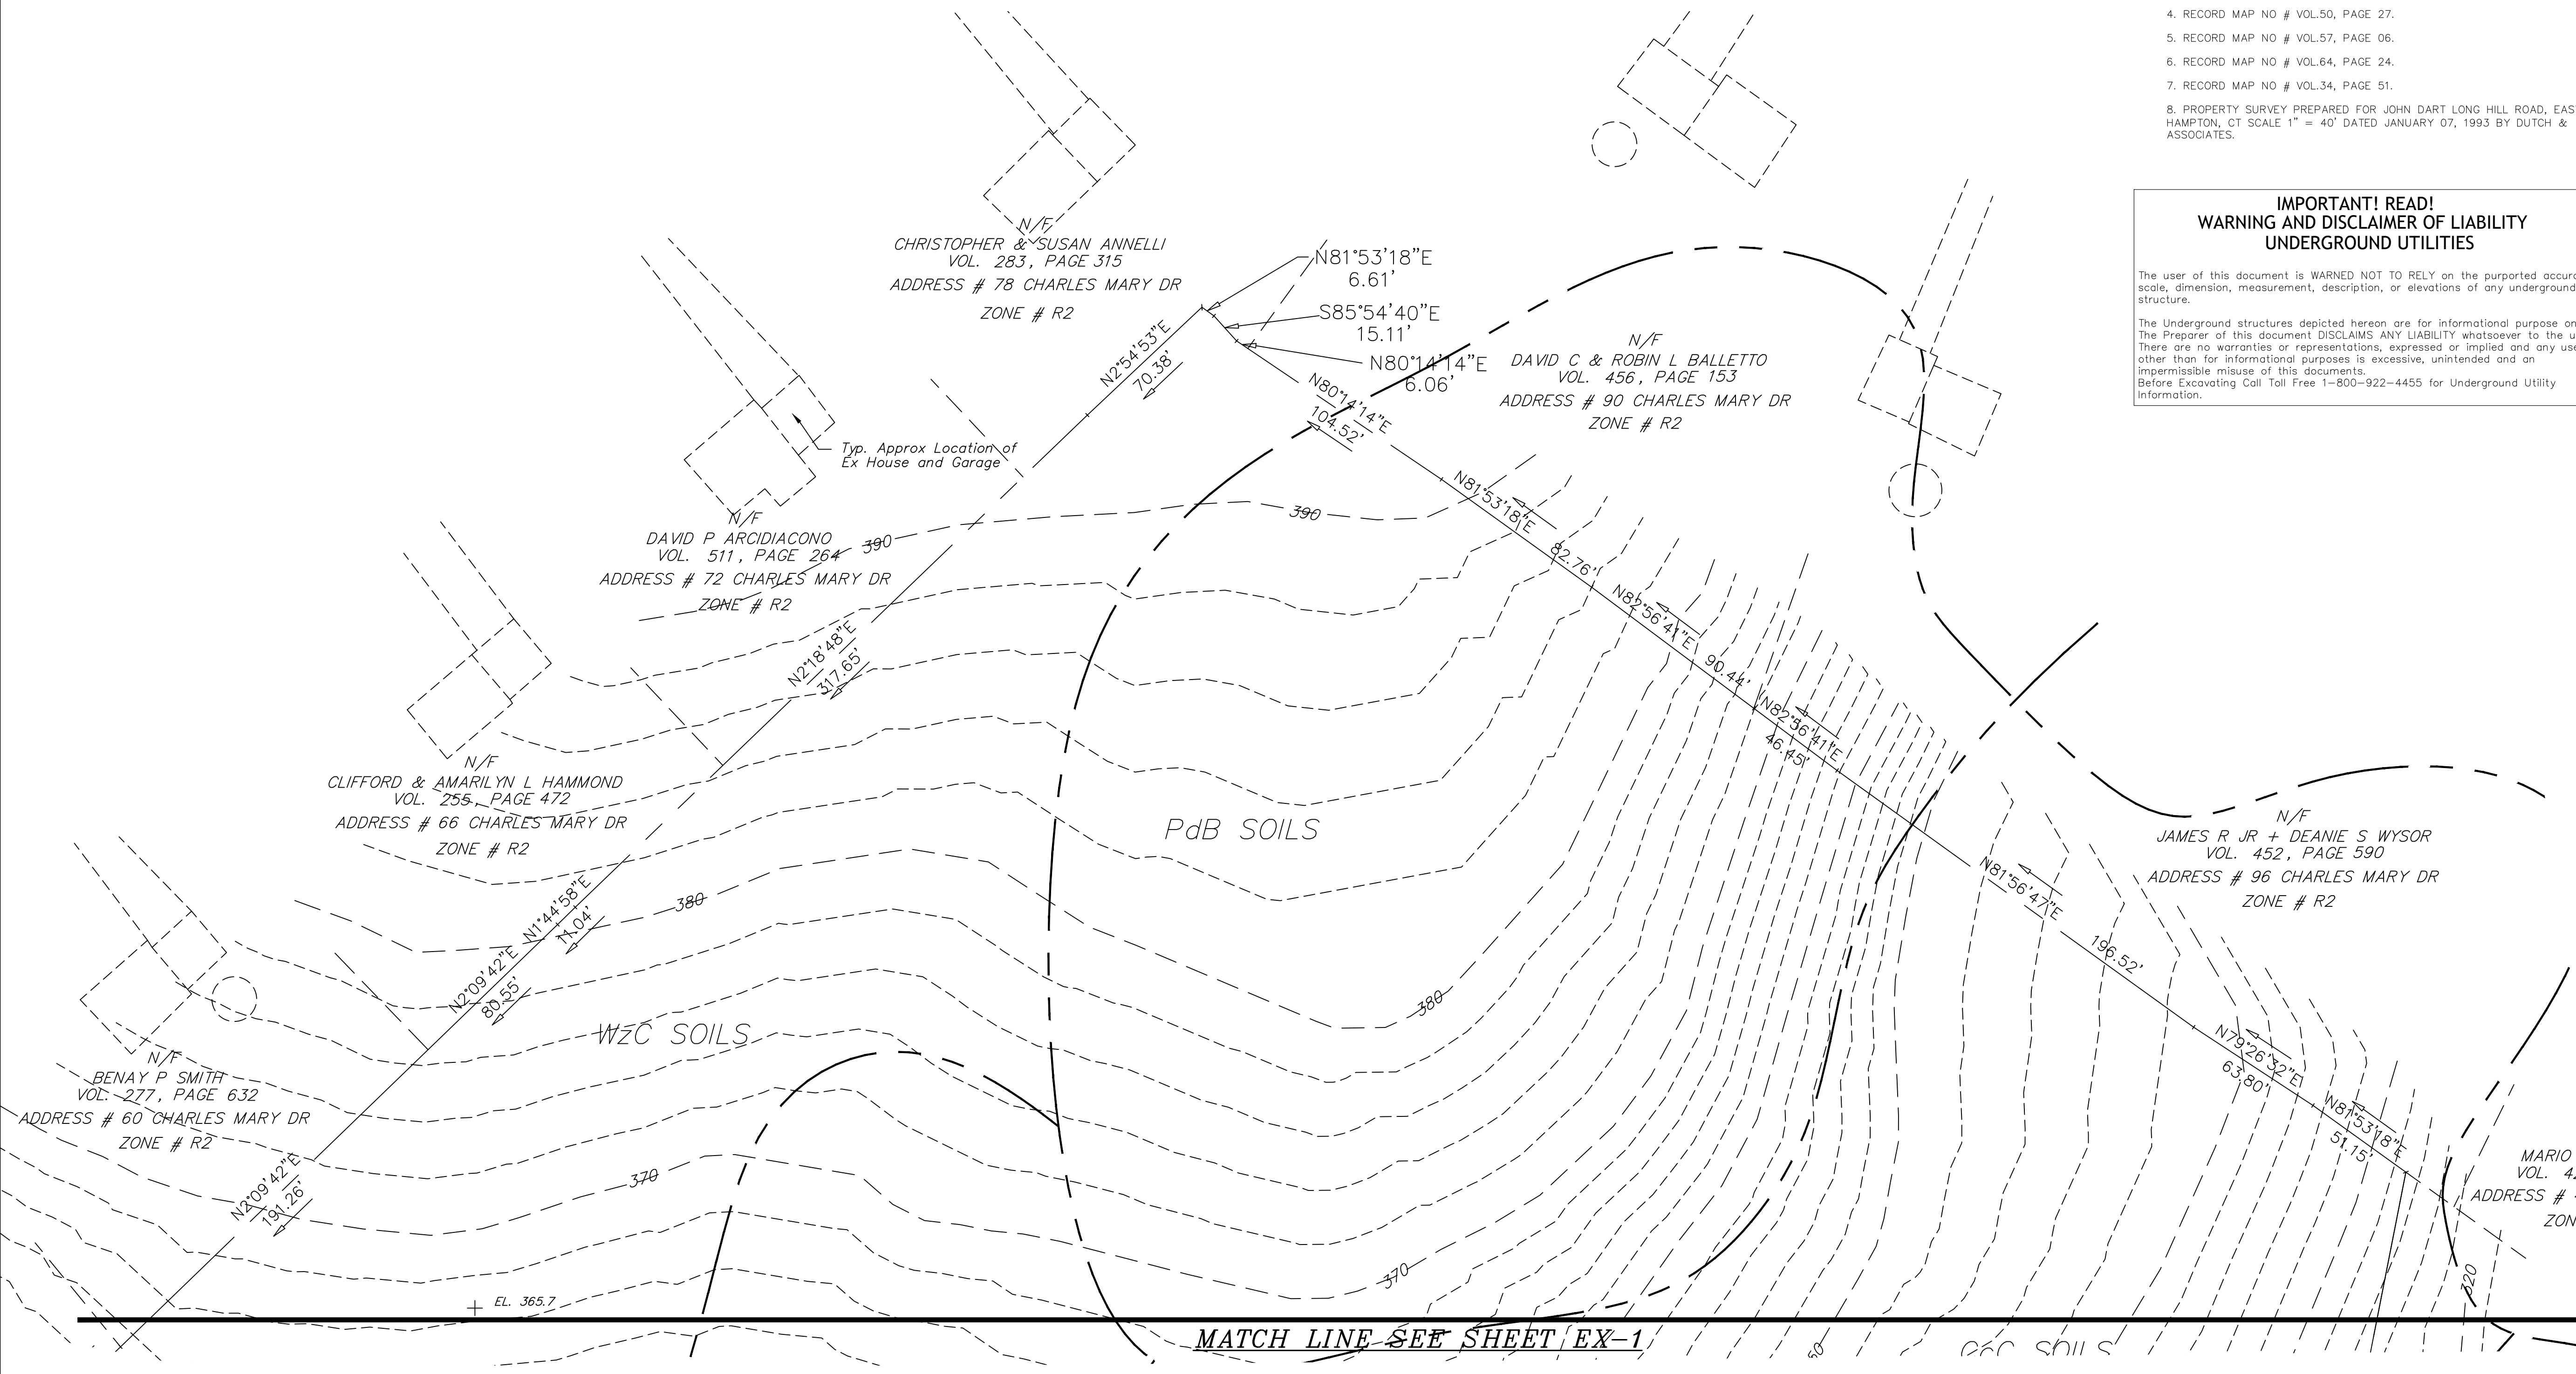 4. RECORD MAP NO # VOL.50, PAGE 27.
5. RECORD MAP NO # VOL.57, PAGE 06.
6. RECORD MAP NO # VOL.64, PAGE 24.
7. RECORD MAP NO # VOL.34, PAGE 51.
8. PROPERTY SURVEY PREPARED FOR JOHN DART LONG HILL ROAD, EAS
HAMPTON, CT SCALE 1" = 40' DATED JANUARY 07, 1993 BY DUTCH &
ASSOCIATES.
IMPORTANT! READ!
WARNING AND DISCLAIMER OF LIABILITY
UNDERGROUND UTILITIES
The user of this document is WARNED NOT TO RELY on the purported accura
scale, dimension, measurement, description, or elevations of any underground
structure.
The Underground structures depicted hereon are for informational purpose on
The Preparer of this document DISCLAIMS ANY LIABILITY whatsoever to the u
There are no warranties or representations, expressed or implied and any use
other than for informational purposes is excessive, unintended and an
impermissible misuse of this documents.
Before Excavating Call Toll Free 1-800-922-4455 for Underground Utility
Information.
N/F
CHRISTOPHER & SUSAN ANNELLI
VOL. 283, PAGE 315
ADDRESS # 78 CHARLES MARY DR
ZONE # R2
N81°53'18"E
6.61'
S85°54'40"E
15.11'
N80°14'14"E
6.06'
N2°54'53"E
70.38'
N/F
DAVID C & ROBIN L BALLETTO
VOL. 456, PAGE 153
ADDRESS # 90 CHARLES MARY DR
ZONE # R2
N80°14'14"E
104.52'
Typ. Approx Location of
Ex House and Garage
N81°53'18"E
82.76'
390
390
N/F
DAVID P ARCIDIACONO
VOL. 511, PAGE 264
ADDRESS # 72 CHARLES MARY DR
ZONE # R2
N2°18'48"E
317.65'
N82°56'41"E
90.44'
N82°56'41"E
46.45'
N/F
CLIFFORD & AMARILYN L HAMMOND
VOL. 255, PAGE 472
ADDRESS # 66 CHARLES MARY DR
ZONE # R2
PdB SOILS
N/F
JAMES R JR + DEANIE S WYSOR
VOL. 452, PAGE 590
ADDRESS # 96 CHARLES MARY DR
ZONE # R2
N81°56'47"E
196.52'
380
N1°44'58"E
11.04'
N2°09'42"E
80.55'
380
WzC SOILS
N79°26'32"E
63.80'
N81°53'18"E
51.15'
N/F
BENAY P SMITH
VOL. 277, PAGE 632
ADDRESS # 60 CHARLES MARY DR
ZONE # R2
N2°09'42"E
191.26'
370
370
MARIO
VOL. 4
ADDRESS #
ZON
320
EL. 365.7
MATCH LINE SEE SHEET EX-1